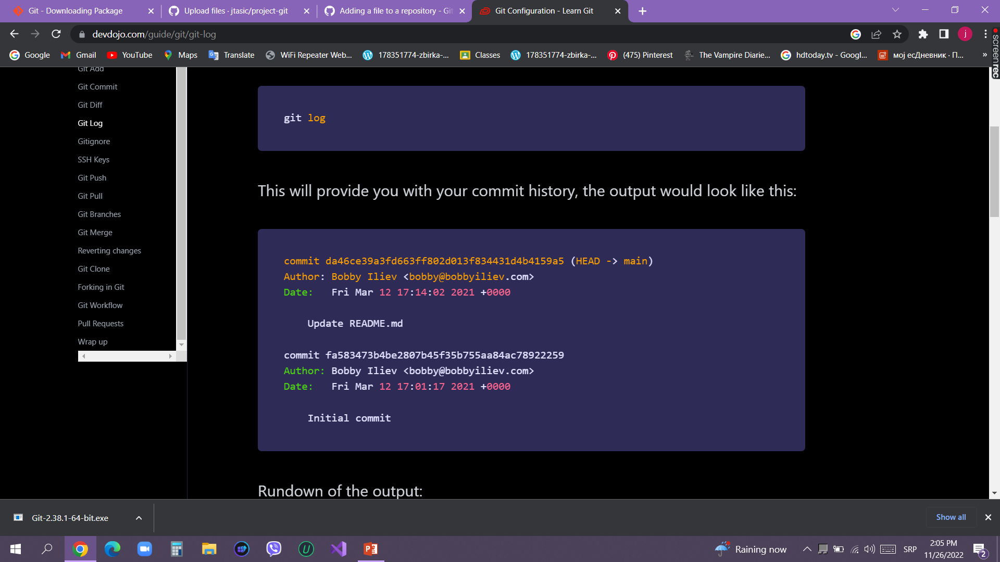 Git - Downloading Package
Upload files · jtasic/project-git
Adding a file to a repository - Git
Git Configuration - Learn Git
devdojo.com/guide/git/git-log
j
Google
Gmail
YouTube
Maps
Translate
WiFi Repeater Web...
178351774-zbirka-...
Classes
178351774-zbirka-...
(475) Pinterest
The Vampire Diarie...
hdtoday.tv - Googl...
мој есДневник · П...
»
screenrec
Git Add
Git Commit
Git Diff
Git Log
Gitignore
SSH Keys
Git Push
Git Pull
Git Branches
Git Merge
Reverting changes
Git Clone
Forking in Git
Git Workflow
Pull Requests
Wrap up
git log
This will provide you with your commit history, the output would look like this:
commit da46ce39a3fd663ff802d013f834431d4b4159a5 (HEAD -> main)
Author: Bobby Iliev <bobby@bobbyiliev.com>
Date:   Fri Mar 12 17:14:02 2021 +0000
Update README.md
commit fa583473b4be2807b45f35b755aa84ac78922259
Author: Bobby Iliev <bobby@bobbyiliev.com>
Date:   Fri Mar 12 17:01:17 2021 +0000
Initial commit
Rundown of the output:
Git-2.38.1-64-bit.exe
Show all
Raining now
SRP
2:05 PM
11/26/2022
2